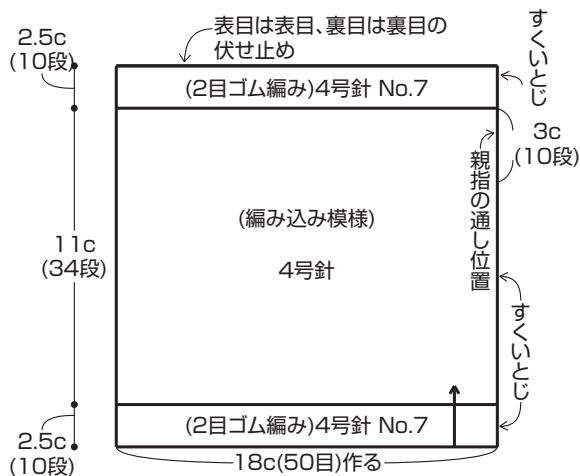 表目は表目、裏目は裏目の
伏せ止め
2.5c
(10段)
(2目ゴム編み)4号針 No.7
すくいとじ
3c
(10段)
親指の通し位置
(編み込み模様)
4号針
11c
(34段)
すくいとじ
(2目ゴム編み)4号針 No.7
2.5c
(10段)
18c(50目)作る